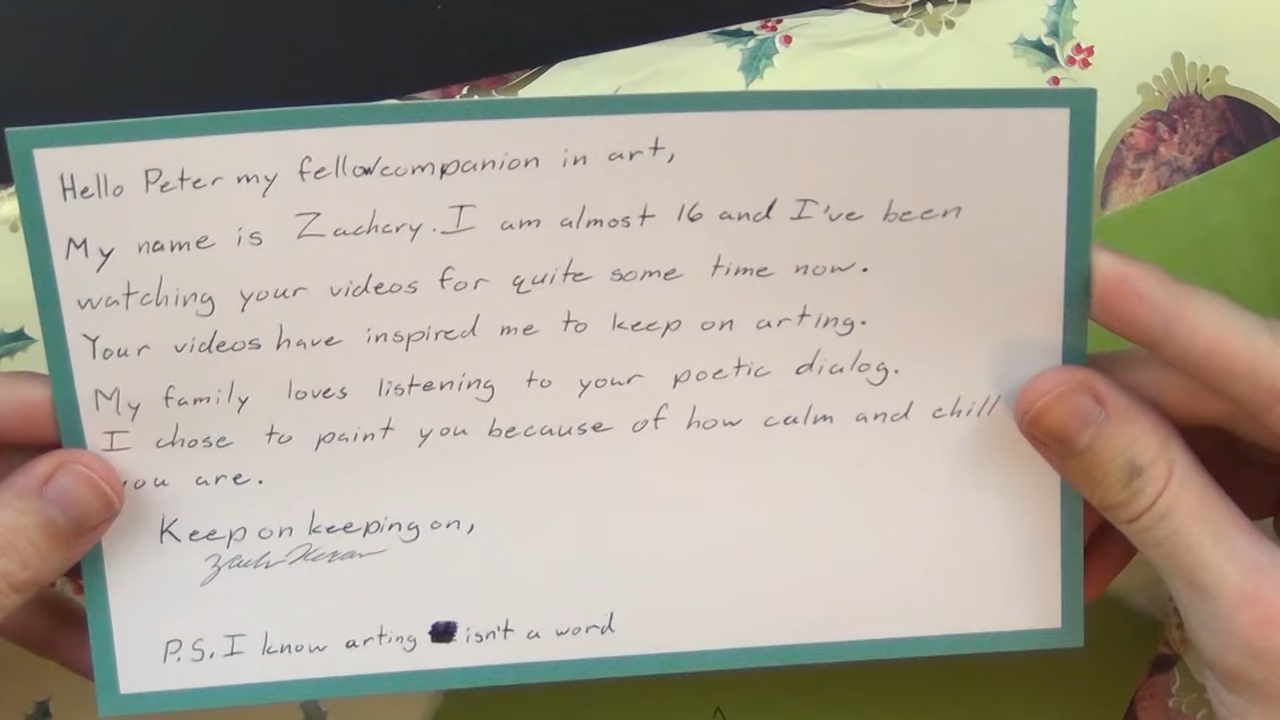 Hello Peter my fellow companion in art,
My name is Zachary. I am almost 16 and I've been
watching your videos for quite some time now.
Your videos have inspired me to keep on arting.
My family loves listening to your poetic dialog.
I chose to paint you because of how calm and chill
you are.
Keep on keeping on,
Zach
P.S. I know arting isn't a word